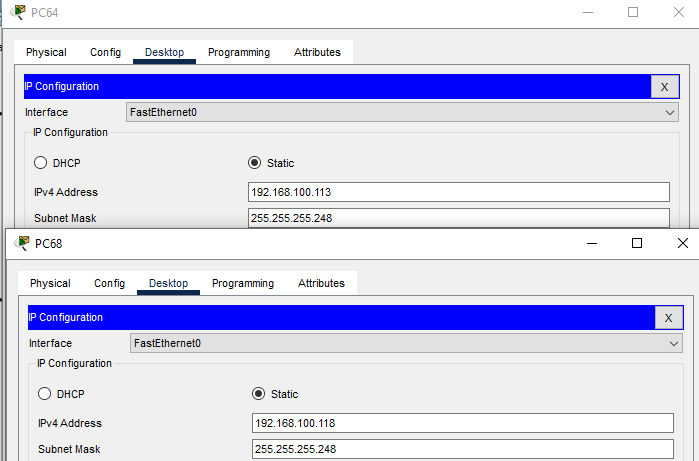 PC64
Physical Config Desktop Programming Attributes
IP Configuration X
Interface FastEthernet0
IP Configuration
DHCP Static
IPv4 Address 192.168.100.113
Subnet Mask 255.255.255.248
PC68
Physical Config Desktop Programming Attributes
IP Configuration X
Interface FastEthernet0
IP Configuration
DHCP Static
IPv4 Address 192.168.100.118
Subnet Mask 255.255.255.248